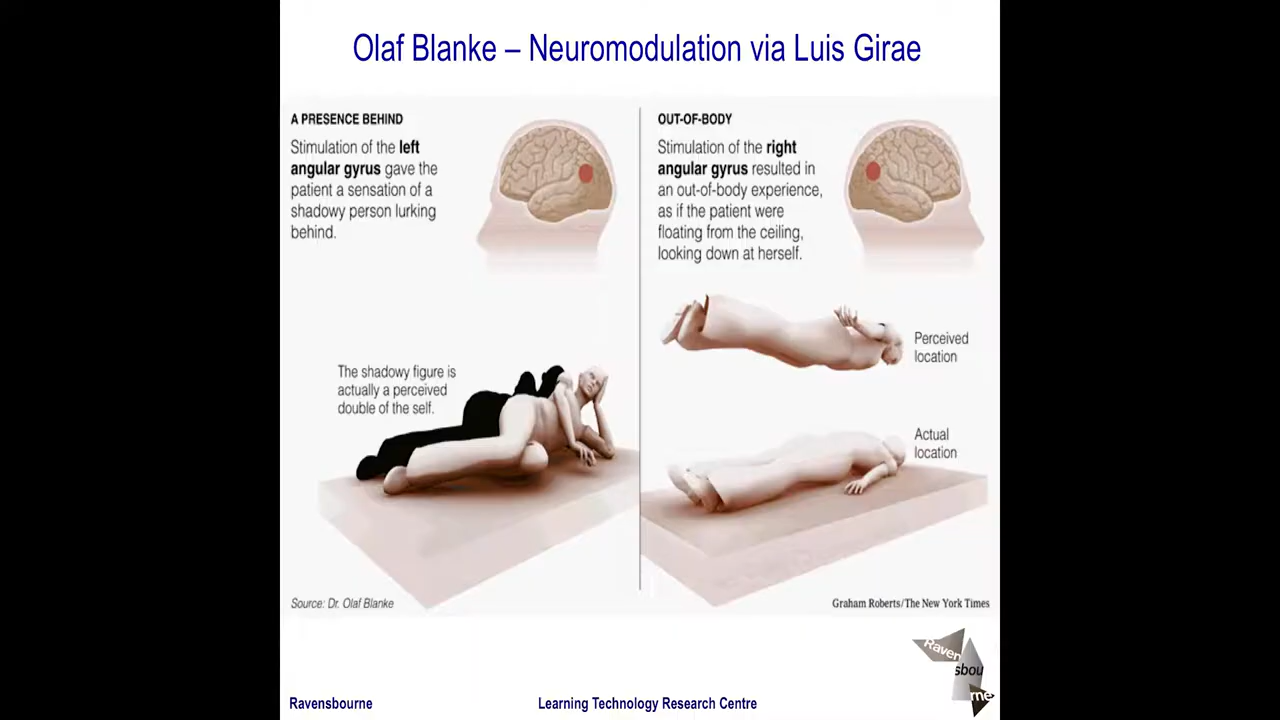 Olaf Blanke – Neuromodulation via Luis Girae
A PRESENCE BEHIND
Stimulation of the left
angular gyrus gave the
patient a sensation of a
shadowy person lurking
behind.
The shadowy figure is
actually a perceived
double of the self.
Source: Dr. Olaf Blanke
OUT-OF-BODY
Stimulation of the right
angular gyrus resulted in
an out-of-body experience,
as if the patient were
floating from the ceiling,
looking down at herself.
Perceived
location
Actual
location
Graham Roberts/The New York Times
Raven
sbou
rne
Ravensbourne
Learning Technology Research Centre